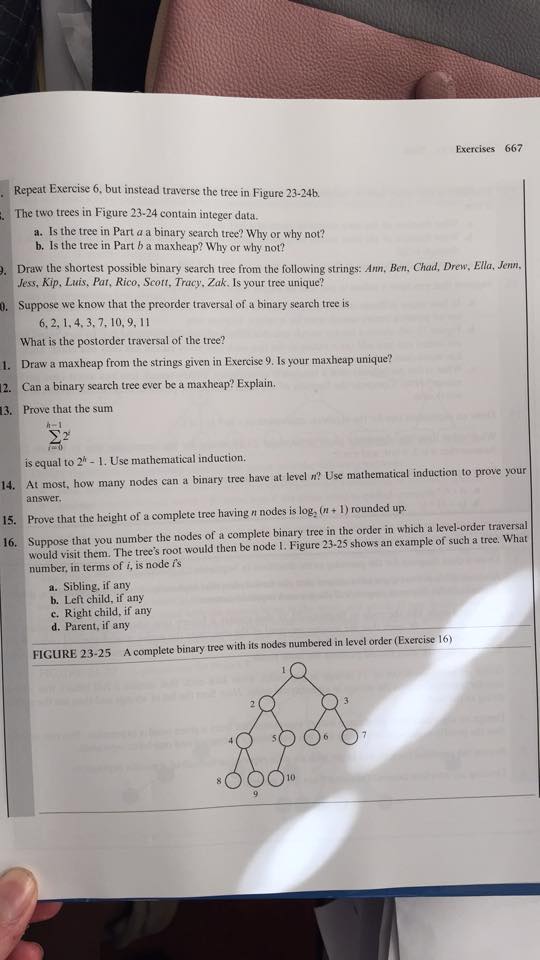 Exercises 667
. Repeat Exercise 6, but instead traverse the tree in Figure 23-24b.
. The two trees in Figure 23-24 contain integer data.
a. Is the tree in Part a a binary search tree? Why or why not?
b. Is the tree in Part b a maxheap? Why or why not?
9. Draw the shortest possible binary search tree from the following strings: Ann, Ben, Chad, Drew, Ella, Jenn,
Jess, Kip, Luis, Pat, Rico, Scott, Tracy, Zak. Is your tree unique?
0. Suppose we know that the preorder traversal of a binary search tree is
6, 2, 1, 4, 3, 7, 10, 9, 11
What is the postorder traversal of the tree?
1. Draw a maxheap from the strings given in Exercise 9. Is your maxheap unique?
12. Can a binary search tree ever be a maxheap? Explain.
13. Prove that the sum
h−1
∑ 2^i
i=0
is equal to 2^h - 1. Use mathematical induction.
14. At most, how many nodes can a binary tree have at level n? Use mathematical induction to prove your
answer.
15. Prove that the height of a complete tree having n nodes is log₂ (n + 1) rounded up.
16. Suppose that you number the nodes of a complete binary tree in the order in which a level-order traversal
would visit them. The tree's root would then be node 1. Figure 23-25 shows an example of such a tree. What
number, in terms of i, is node i's
a. Sibling, if any
b. Left child, if any
c. Right child, if any
d. Parent, if any
FIGURE 23-25 A complete binary tree with its nodes numbered in level order (Exercise 16)
1
2 3
4 5 6 7
8 10
9